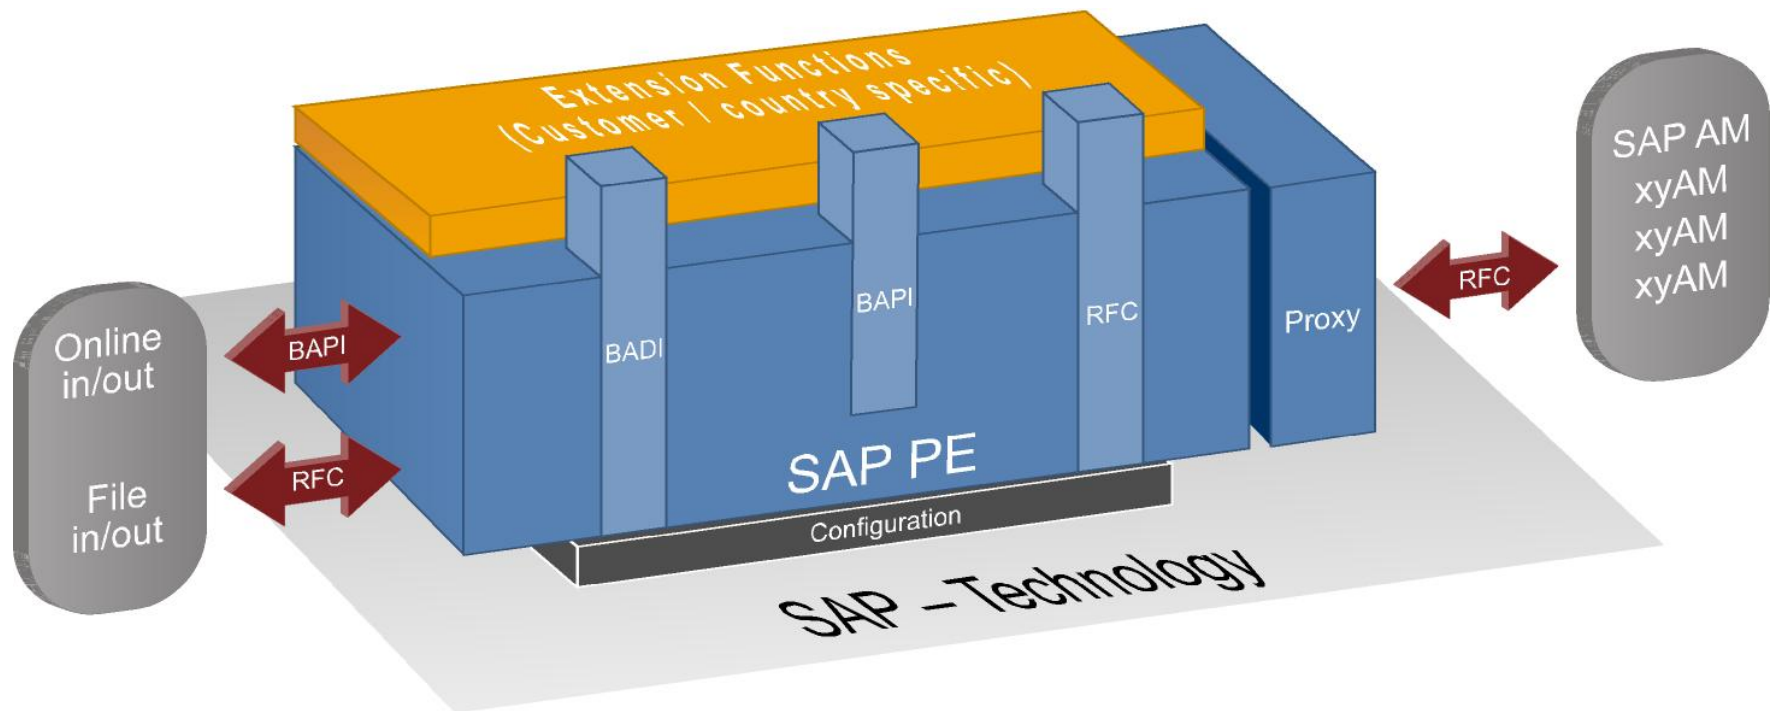 Extension Functions
(Customer / country specific)
SAP AM
xyAM
xyAM
xyAM
RFC
Online
in/out
File
in/out
BAPI
RFC
BADI
BAPI
RFC
Proxy
SAP PE
Configuration
SAP – Technology